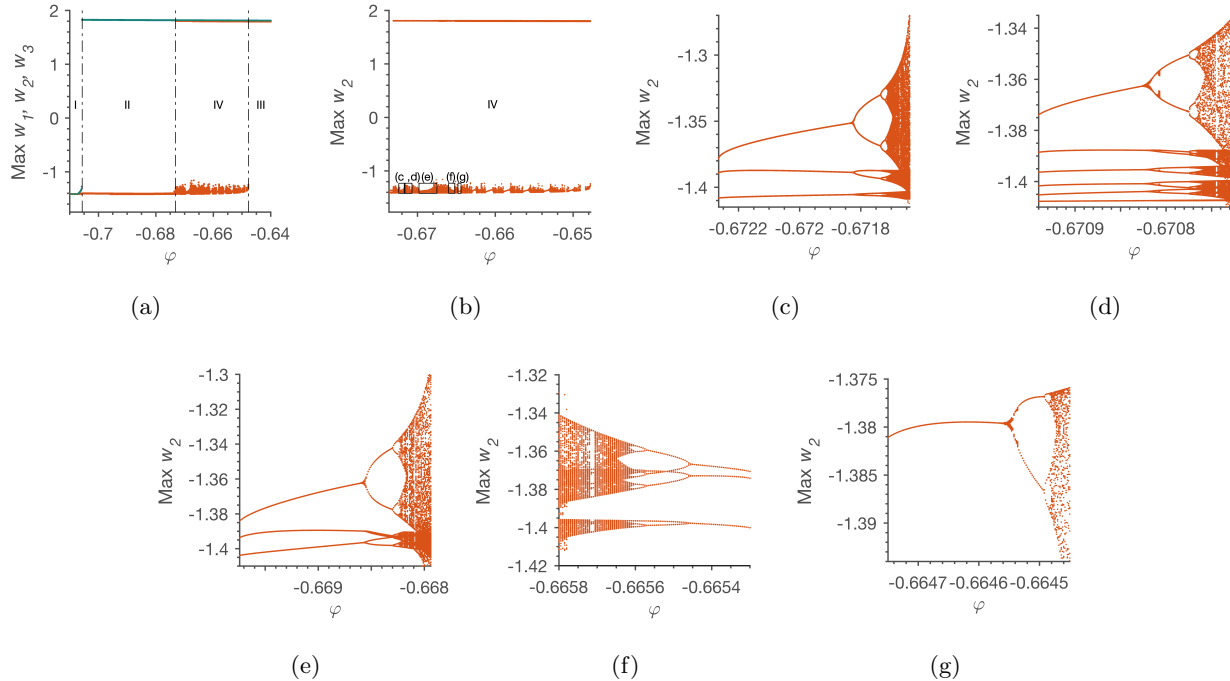 Max w1, w2, w3
2
1
0
-1
I
II
IV
III
-0.7 -0.68 -0.66 -0.64
φ
(a)
Max w2
2
1
0
-1
IV
(c d) (e) (f) (g)
-0.67 -0.66 -0.65
φ
(b)
Max w2
-1.3
-1.35
-1.4
-0.6722 -0.672 -0.6718
φ
(c)
Max w2
-1.34
-1.36
-1.38
-1.4
-0.6709 -0.6708
φ
(d)
Max w2
-1.3
-1.32
-1.34
-1.36
-1.38
-1.4
-0.669 -0.668
φ
(e)
Max w2
-1.32
-1.34
-1.36
-1.38
-1.4
-1.42
-0.6658 -0.6656 -0.6654
φ
(f)
Max w2
-1.375
-1.38
-1.385
-1.39
-0.6647 -0.6646 -0.6645
φ
(g)